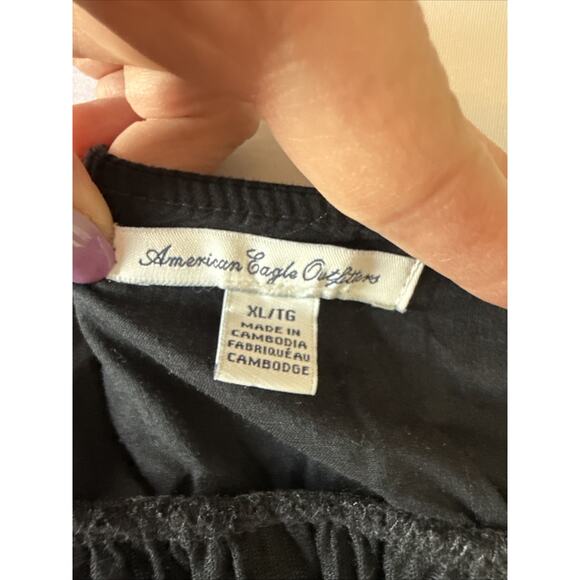 American Eagle Outfitters
XL/TG
MADE IN
CAMBODIA
FABRIQUÉ AU
CAMBODGE